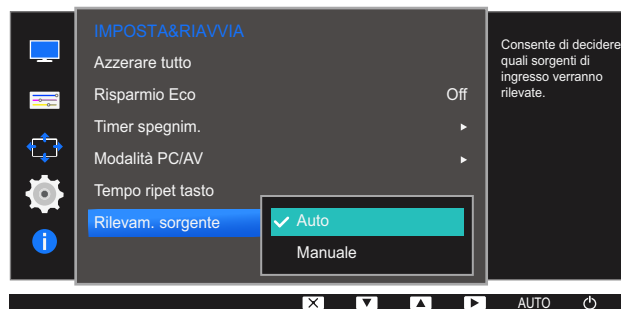 IMPOSTA&RIAVVIA
Azzerare tutto
Risparmio Eco Off
Timer spegnim.
Modalità PC/AV
Tempo ripet tasto
Rilevam. sorgente
Auto
Manuale
Consente di decidere
quali sorgenti di
ingresso verranno
rilevate.
AUTO